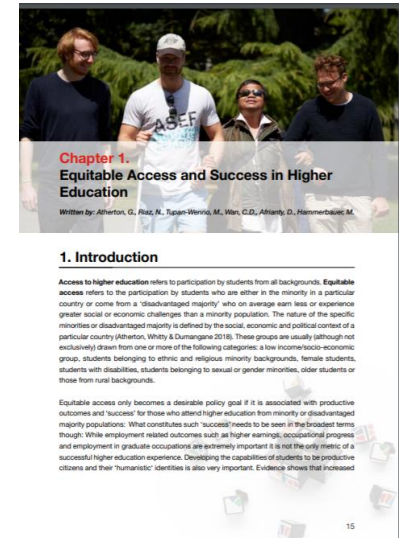 ASEF
Chapter 1.
Equitable Access and Success in Higher
Education
Written by: Atherton, G., Riaz, N., Tupan-Wenno, M., Wan, C.D., Afrianty, D., Hammerbauer, M.
1. Introduction
Access to higher education refers to participation by students from all backgrounds. Equitable
access refers to the participation by students who are either in the minority in a particular
country or come from a 'disadvantaged majority' who on average earn less or experience
greater social or economic challenges than a minority population. The nature of the specific
minorities or disadvantaged majority is defined by the social, economic and political context of a
particular country (Atherton, Whitty & Dumangane 2018). These groups are usually (although not
exclusively) drawn from one or more of the following categories: a low income/socio-economic
group, students belonging to ethnic and religious minority backgrounds, female students,
students with disabilities, students belonging to sexual or gender minorities, older students or
those from rural backgrounds.
Equitable access only becomes a desirable policy goal if it is associated with productive
outcomes and 'success' for those who attend higher education from minority or disadvantaged
majority populations: What constitutes such 'success' needs to be seen in the broadest terms
though: While employment related outcomes such as higher earnings, occupational progress
and employment in graduate occupations are extremely important it is not the only metric of a
successful higher education experience. Developing the capabilities of students to be productive
citizens and their 'humanistic' identities is also very important. Evidence shows that increased
15